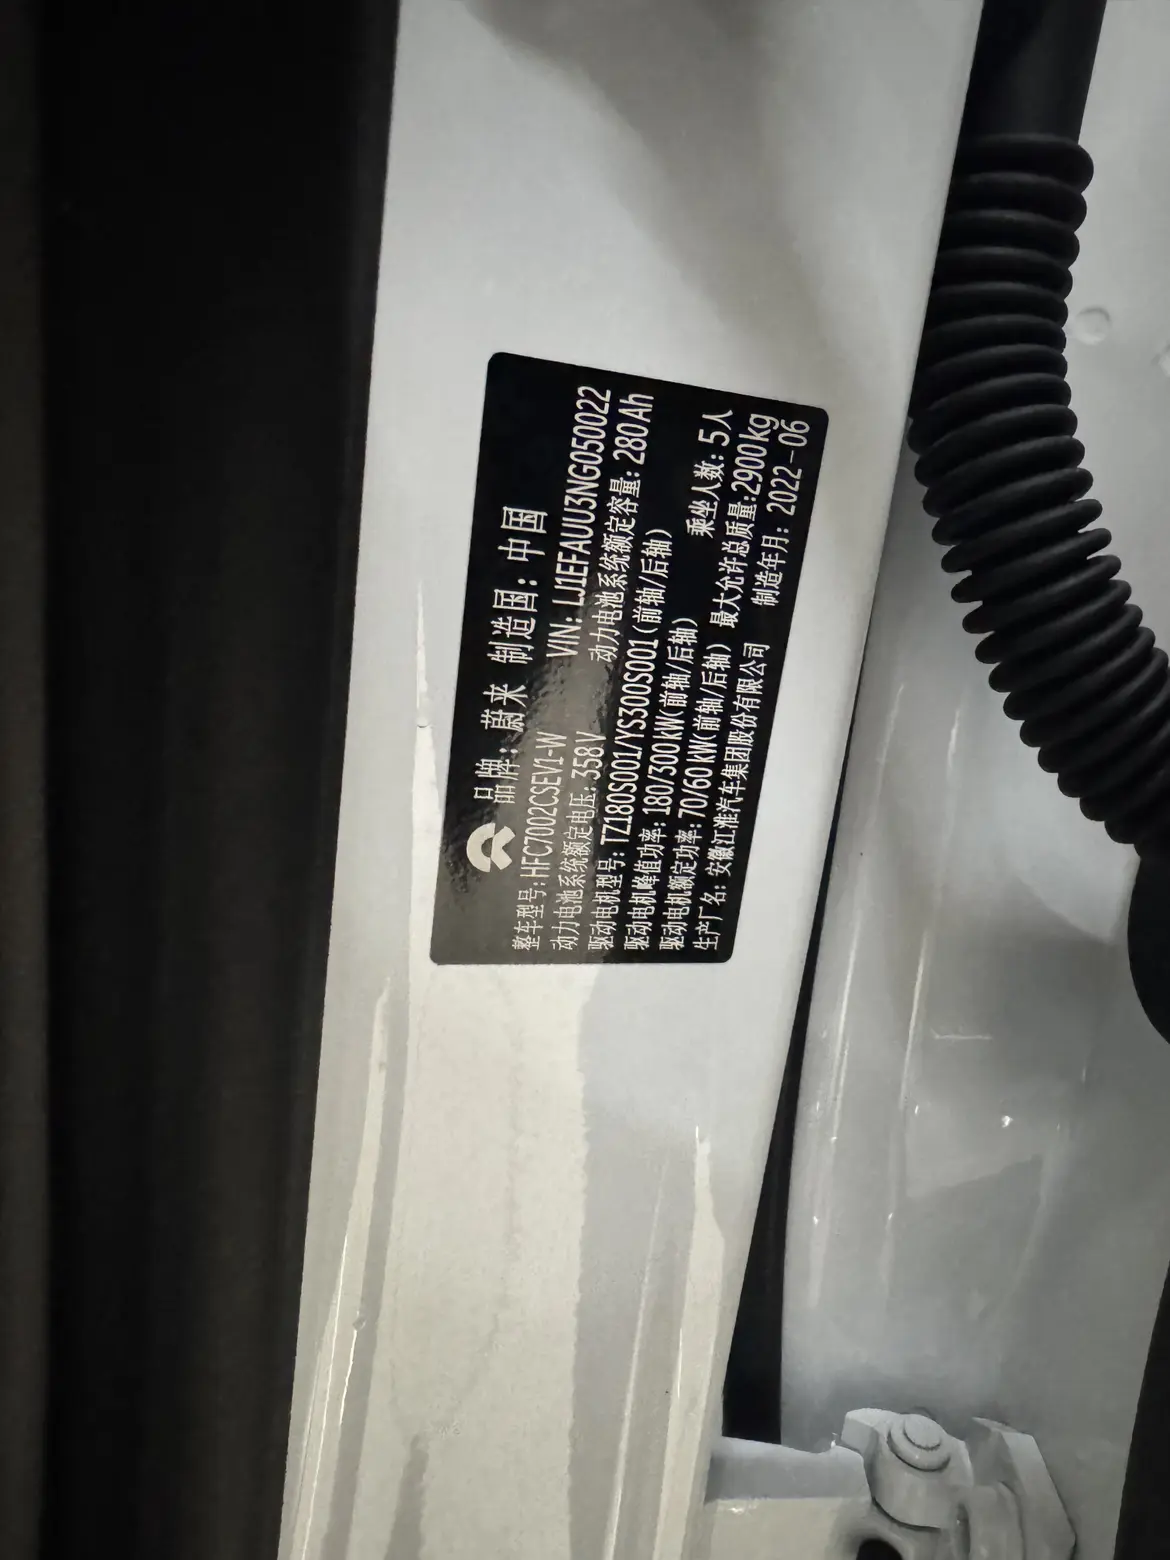 品牌：蔚来 制造国：中国
整车型号：HFC7002CSEV1-W VIN：LJ1EFAUU3NG050022
动力电池系统额定电压：358V 动力电池系统额定容量：280Ah
驱动电机型号：TZ180S001/YS300S001(前轴/后轴)
驱动电机峰值功率：180/300kW(前轴/后轴) 乘坐人数：5人
驱动电机额定功率：70/60kW(前轴/后轴) 最大允许总质量：2900kg
生产厂名：安徽江淮汽车集团股份有限公司 制造年月：2022-06